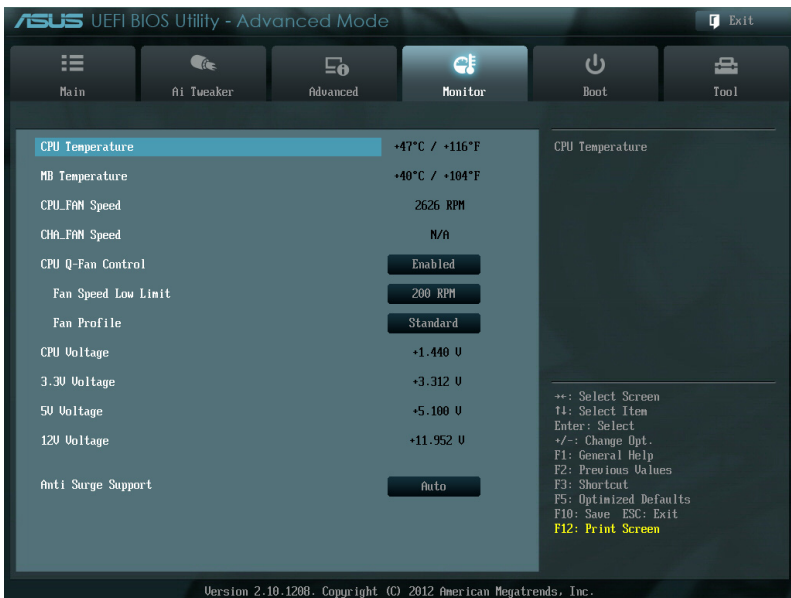 ASUS UEFI BIOS Utility - Advanced Mode
Exit
Main Ai Tweaker Advanced Monitor Boot Tool
CPU Temperature +47°C / +116°F
MB Temperature +40°C / +104°F
CPU_FAN Speed 2626 RPM
CHA_FAN Speed N/A
CPU Q-Fan Control Enabled
Fan Speed Low Limit 200 RPM
Fan Profile Standard
CPU Voltage +1.440 V
3.3V Voltage +3.312 V
5V Voltage +5.100 V
12V Voltage +11.952 V
Anti Surge Support Auto
CPU Temperature
→←: Select Screen
↑↓: Select Item
Enter: Select
+/-: Change Opt.
F1: General Help
F2: Previous Values
F3: Shortcut
F5: Optimized Defaults
F10: Save ESC: Exit
F12: Print Screen
Version 2.10.1208. Copyright (C) 2012 American Megatrends, Inc.